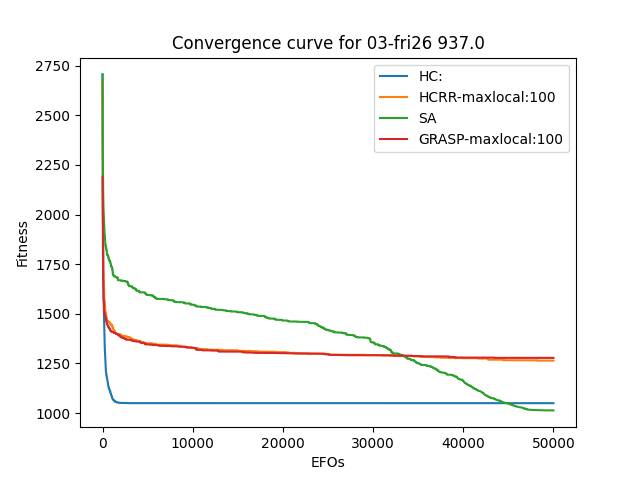 Convergence curve for 03-fri26 937.0
2750
2500
2250
2000
1750
1500
1250
1000
Fitness
HC:
HCRR-maxlocal:100
SA
GRASP-maxlocal:100
0 10000 20000 30000 40000 50000
EFOs